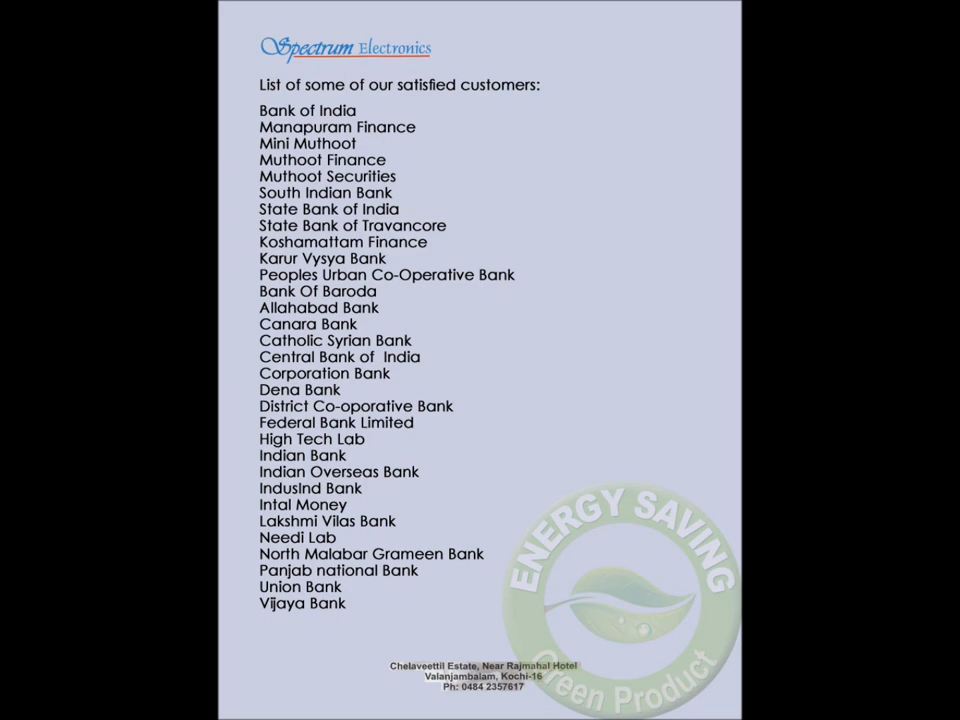 Spectrum Electronics
List of some of our satisfied customers:
Bank of India
Manapuram Finance
Mini Muthoot
Muthoot Finance
Muthoot Securities
South Indian Bank
State Bank of India
State Bank of Travancore
Koshamattam Finance
Karur Vysya Bank
Peoples Urban Co-Operative Bank
Bank Of Baroda
Allahabad Bank
Canara Bank
Catholic Syrian Bank
Central Bank of  India
Corporation Bank
Dena Bank
District Co-oporative Bank
Federal Bank Limited
High Tech Lab
Indian Bank
Indian Overseas Bank
IndusInd Bank
Intal Money
Lakshmi Vilas Bank
Needi Lab
North Malabar Grameen Bank
Panjab national Bank
Union Bank
Vijaya Bank
ENERGY SAVING
Green Product
Chelaveettil Estate, Near Rajmahal Hotel
Valanjambalam, Kochi-16
Ph: 0484 2357617